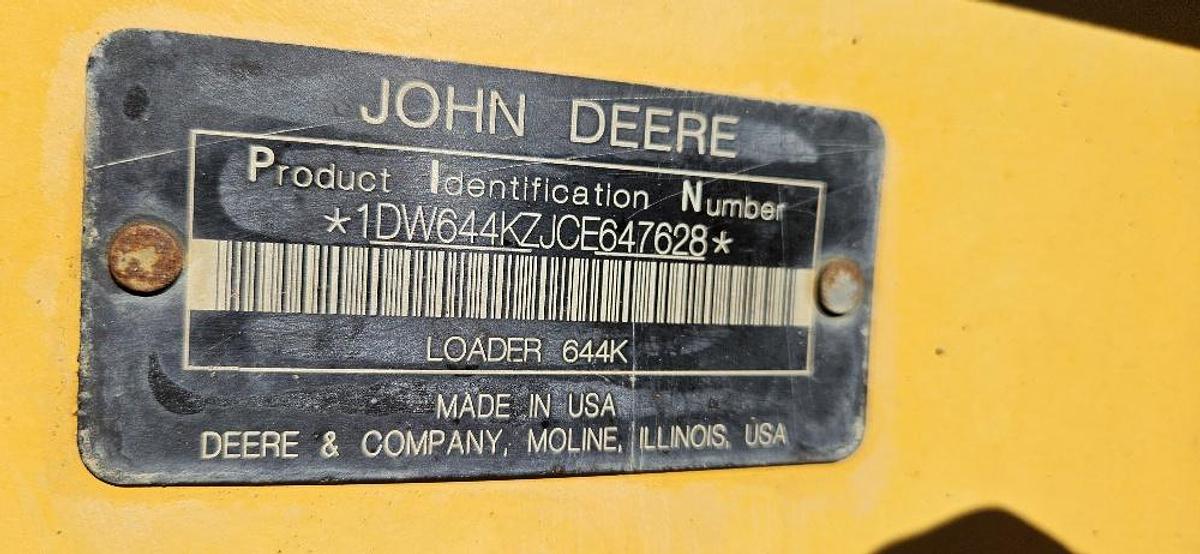 JOHN DEERE
Product Identification Number
*1DW644KZJCE647628*
LOADER 644K
MADE IN USA
DEERE & COMPANY, MOLINE, ILLINOIS, USA